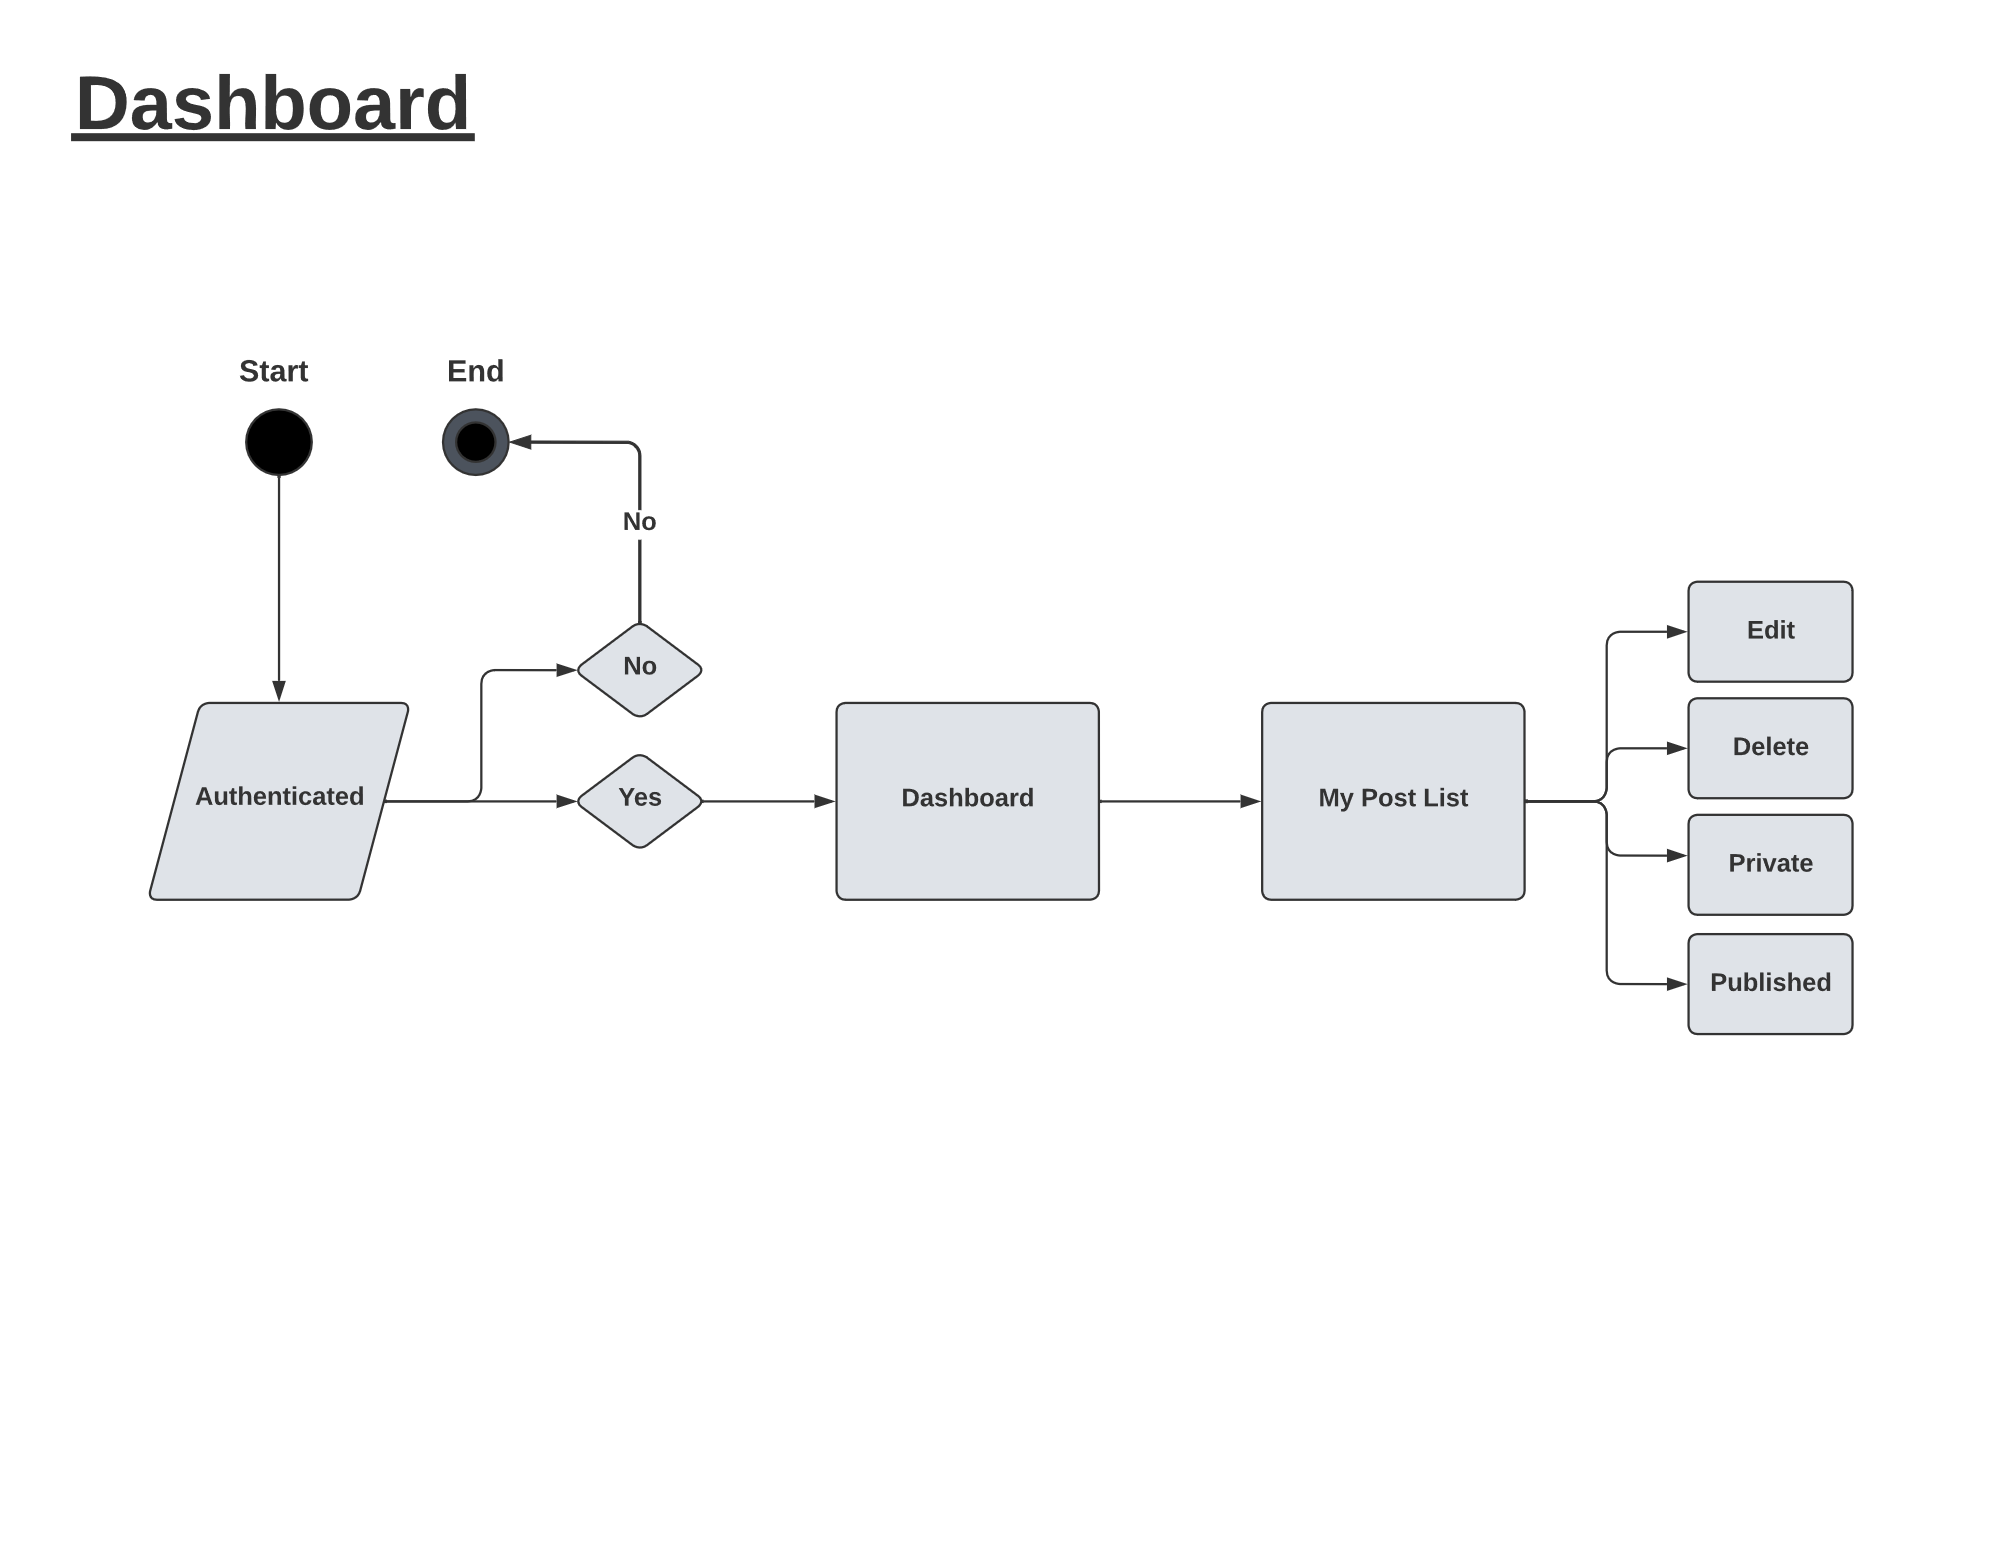 Dashboard
Start
End
No
No
Authenticated
Yes
Dashboard
My Post List
Edit
Delete
Private
Published